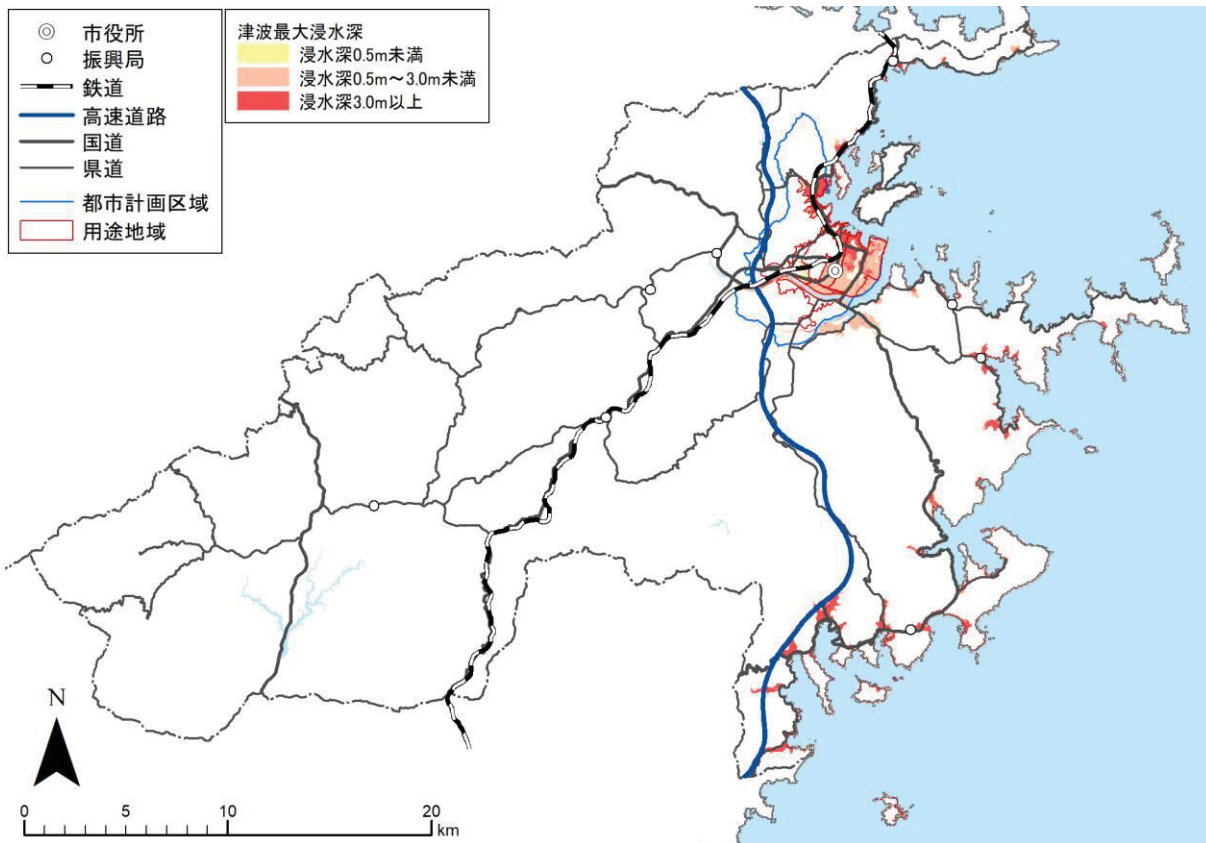 市役所
振興局
鉄道
高速道路
国道
県道
都市計画区域
用途地域
津波最大浸水深
浸水深0.5m未満
浸水深0.5m~3.0m未満
浸水深3.0m以上
N
0 5 10 20
km